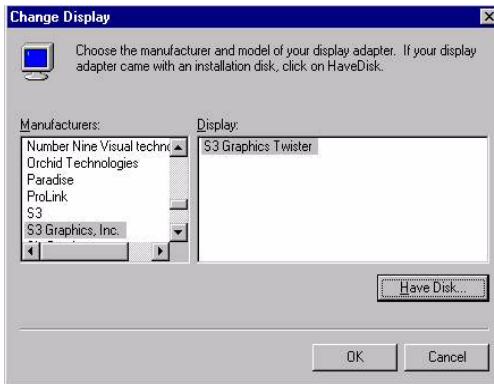 Change Display
Choose the manufacturer and model of your display adapter. If your display
adapter came with an installation disk, click on HaveDisk.
Manufacturers:
Number Nine Visual techno
Orchid Technologies
Paradise
ProLink
S3
S3 Graphics, Inc.
Display:
S3 Graphics Twister
Have Disk...
OK
Cancel